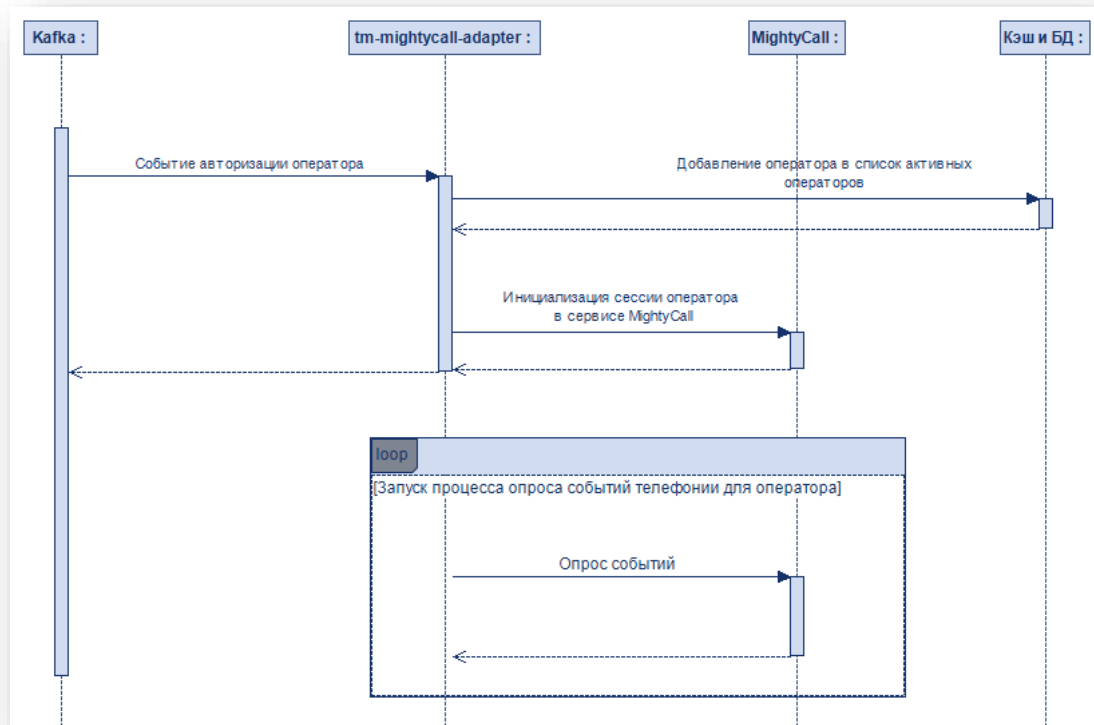 Kafka :
tm-mightycall-adapter :
MightyCall :
Кэш и БД :
Событие авторизации оператора
Добавление оператора в список активных
операторов
Инициализация сессии оператора
в сервисе MightyCall
loop
[Запуск процесса опроса событий телефонии для оператора]
Опрос событий